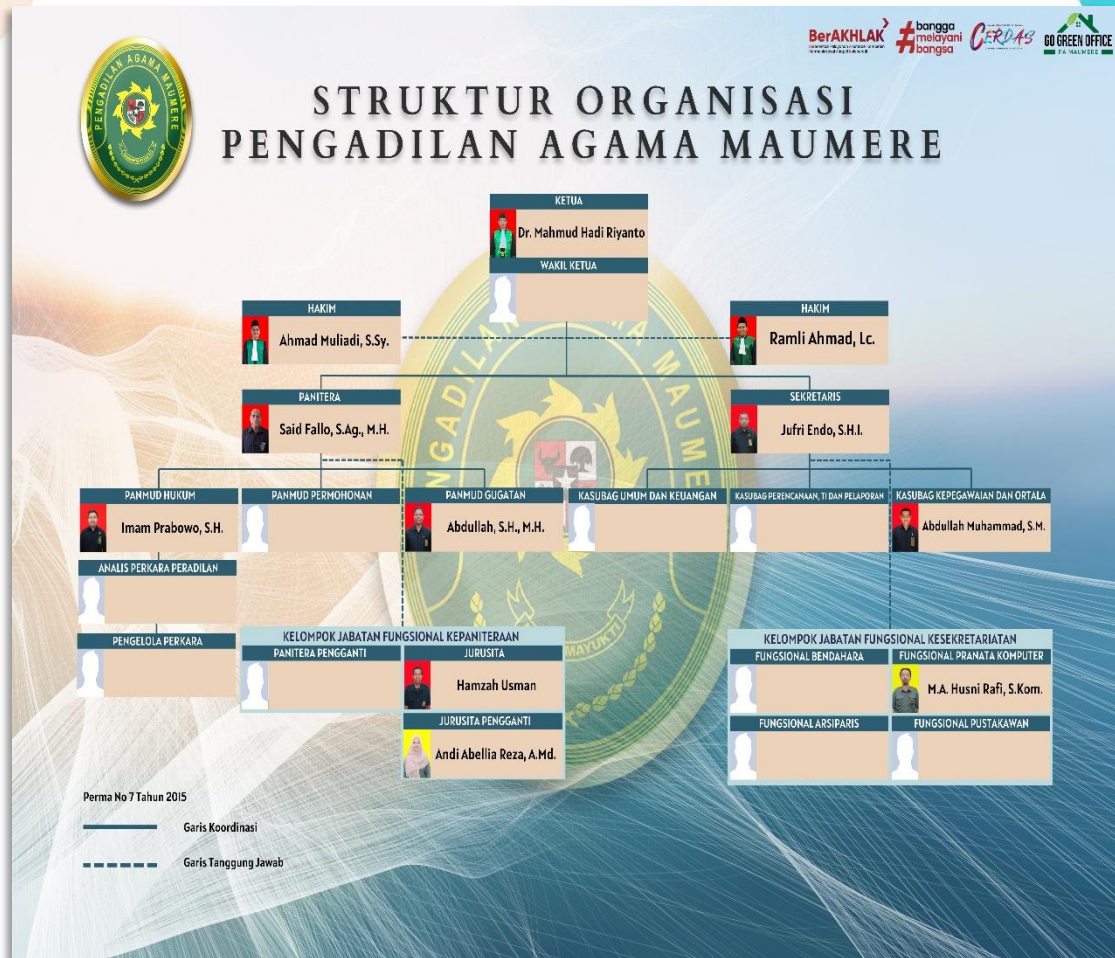 BerAKHLAK
#bangga
melayani
bangsa
CERDAS
GO GREEN OFFICE
PA MAUMERE
PENGADILAN AGAMA MAUMERE
STRUKTUR ORGANISASI
PENGADILAN AGAMA MAUMERE
KETUA
Dr. Mahmud Hadi Riyanto
WAKIL KETUA
HAKIM
Ahmad Muliadi, S.Sy.
HAKIM
Ramli Ahmad, Lc.
PANITERA
Said Fallo, S.Ag., M.H.
SEKRETARIS
Jufri Endo, S.H.I.
PANMUD HUKUM
Imam Prabowo, S.H.
PANMUD PERMOHONAN
PANMUD GUGATAN
Abdullah, S.H., M.H.
KASUBAG UMUM DAN KEUANGAN
KASUBAG PERENCANAAN, TI DAN PELAPORAN
KASUBAG KEPEGAWAIAN DAN ORTALA
Abdullah Muhammad, S.M.
ANALIS PERKARA PERADILAN
PENGELOLA PERKARA
KELOMPOK JABATAN FUNGSIONAL KEPANITERAAN
PANITERA PENGGANTI
JURUSITA
Hamzah Usman
JURUSITA PENGGANTI
Andi Abellia Reza, A.Md.
KELOMPOK JABATAN FUNGSIONAL KESEKRETARIATAN
FUNGSIONAL BENDAHARA
FUNGSIONAL PRANATA KOMPUTER
M.A. Husni Rafi, S.Kom.
FUNGSIONAL ARSIPARIS
FUNGSIONAL PUSTAKAWAN
Perma No 7 Tahun 2015
Garis Koordinasi
Garis Tanggung Jawab